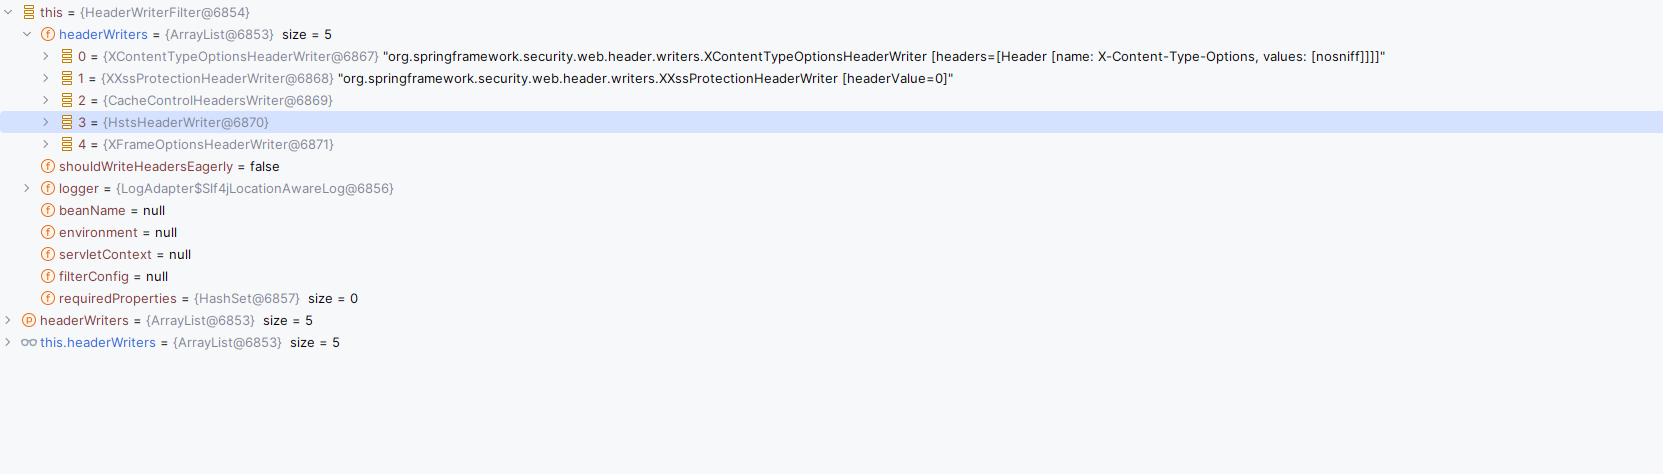 this = {HeaderWriterFilter@6854}
headerWriters = {ArrayList@6853} size = 5
0 = {XContentTypeOptionsHeaderWriter@6867} "org.springframework.security.web.header.writers.XContentTypeOptionsHeaderWriter [headers=[Header [name: X-Content-Type-Options, values: [nosniff]]]]"
1 = {XXssProtectionHeaderWriter@6868} "org.springframework.security.web.header.writers.XXssProtectionHeaderWriter [headerValue=0]"
2 = {CacheControlHeadersWriter@6869}
3 = {HstsHeaderWriter@6870}
4 = {XFrameOptionsHeaderWriter@6871}
f shouldWriteHeadersEagerly = false
f logger = {LogAdapter$Slf4jLocationAwareLog@6856}
f beanName = null
f environment = null
f servletContext = null
f filterConfig = null
f requiredProperties = {HashSet@6857} size = 0
p headerWriters = {ArrayList@6853} size = 5
this.headerWriters = {ArrayList@6853} size = 5